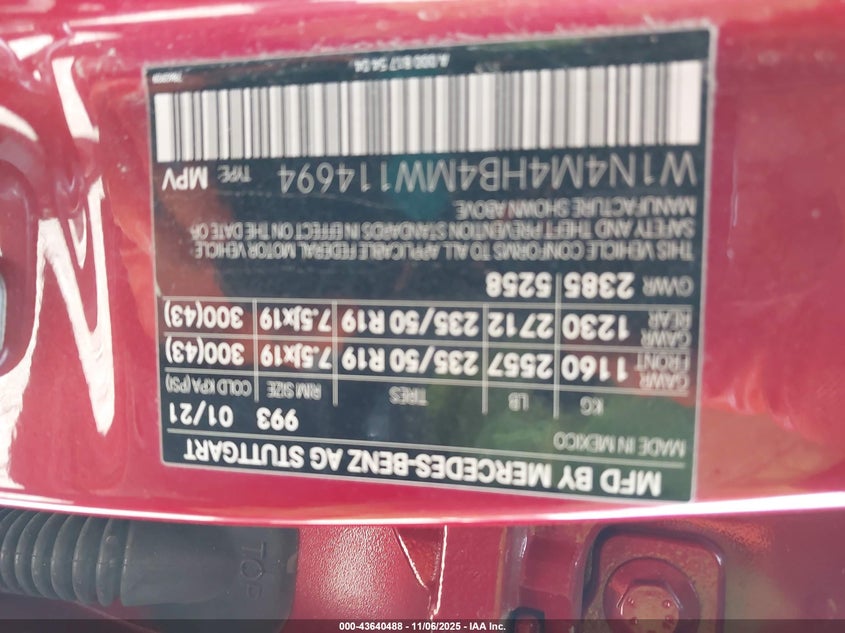 MFD BY MERCEDES-BENZ AG STUTTGART
MADE IN MEXICO 993 01/21
KG LB TIRES RIM SIZE COLD KPA(PSI)
GAWR FRONT 1160 2557 235/50 R19 7.5Jx19 300(43)
GAWR REAR 1230 2712 235/50 R19 7.5Jx19 300(43)
GVWR 2385 5258
THIS VEHICLE CONFORMS TO ALL APPLICABLE FEDERAL MOTOR VEHICLE
SAFETY AND THEFT PREVENTION STANDARDS IN EFFECT ON THE DATE OF
MANUFACTURE SHOWN ABOVE.
W1N4M4HB4MW114694 TYPE: MPV
A 000 817 54 04
TOP
000-43640488 - 11/06/2025 - IAA Inc.